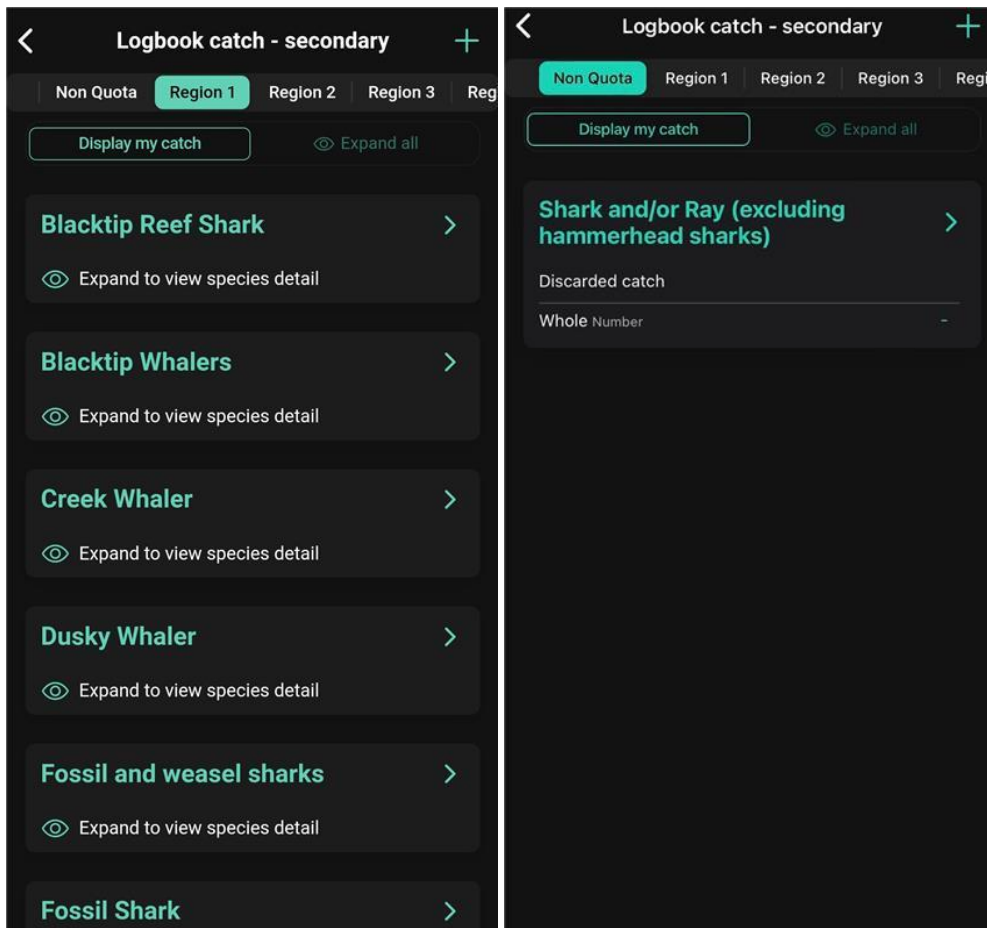 Logbook catch - secondary
Non Quota Region 1 Region 2 Region 3 Reg
Display my catch Expand all
Blacktip Reef Shark
Expand to view species detail
Blacktip Whalers
Expand to view species detail
Creek Whaler
Expand to view species detail
Dusky Whaler
Expand to view species detail
Fossil and weasel sharks
Expand to view species detail
Fossil Shark
Logbook catch - secondary
Non Quota Region 1 Region 2 Region 3 Regi
Display my catch Expand all
Shark and/or Ray (excluding
hammerhead sharks)
Discarded catch
Whole Number -